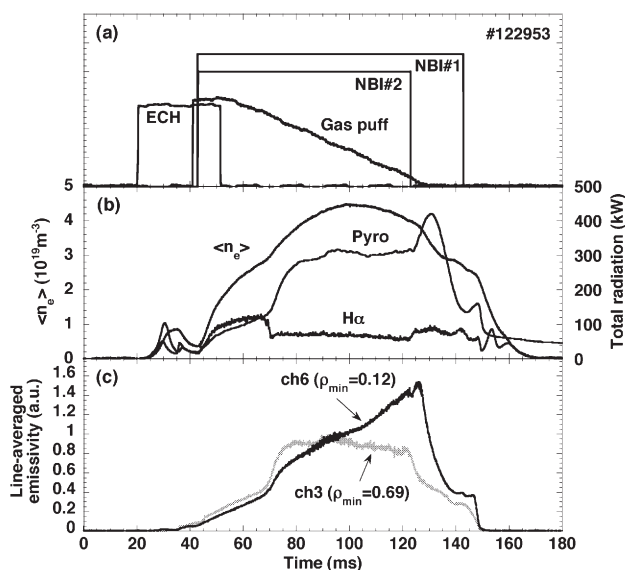 (a)
#122953
NBI#1
NBI#2
ECH
Gas puff
5
500
(b)
4
400
<nₑ>
Pyro
3
300
<nₑ> (10¹⁹m⁻³)
Total radiation (kW)
2
200
Hα
1
100
0
0
1.6
(c)
1.4
ch6 (ρmin=0.12)
1.2
Line-averaged
emissivity (a.u.)
1.0
0.8
0.6
ch3 (ρmin=0.69)
0.4
0.2
0
0 20 40 60 80 100 120 140 160 180
Time (ms)